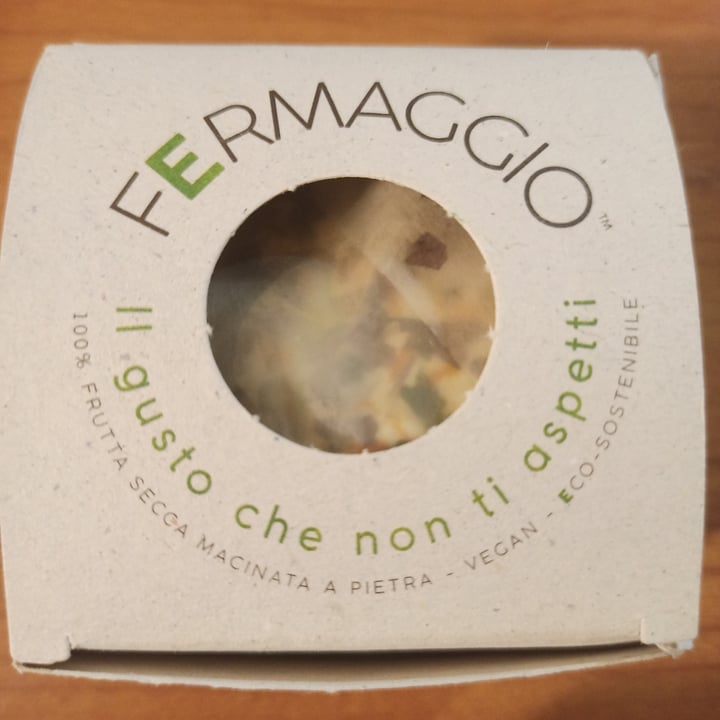 FERMAGGIO™
Il gusto che non ti aspetti
100% FRUTTA SECCA MACINATA A PIETRA - VEGAN - ECO-SOSTENIBILE